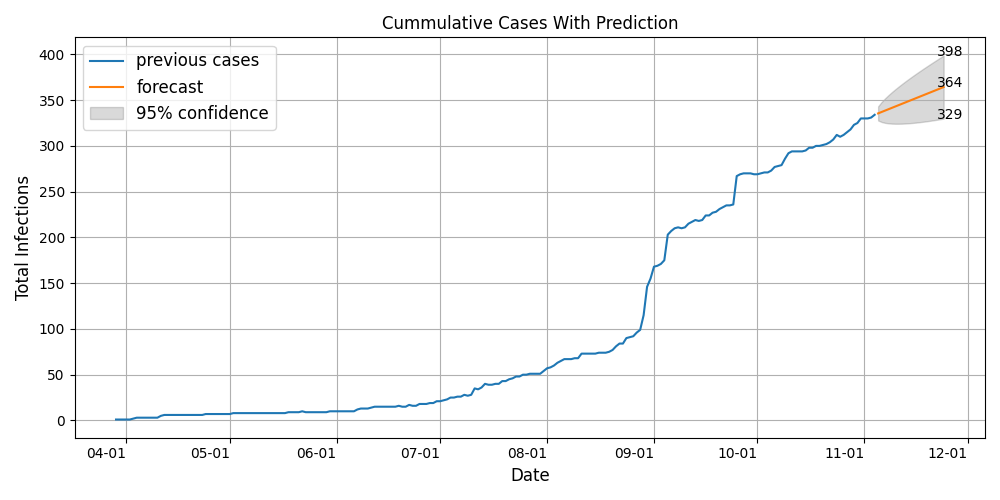 Cummulative Cases With Prediction
previous cases
forecast
95% confidence
398
364
329
400
350
300
250
200
150
100
50
0
Total Infections
04-01 05-01 06-01 07-01 08-01 09-01 10-01 11-01 12-01
Date